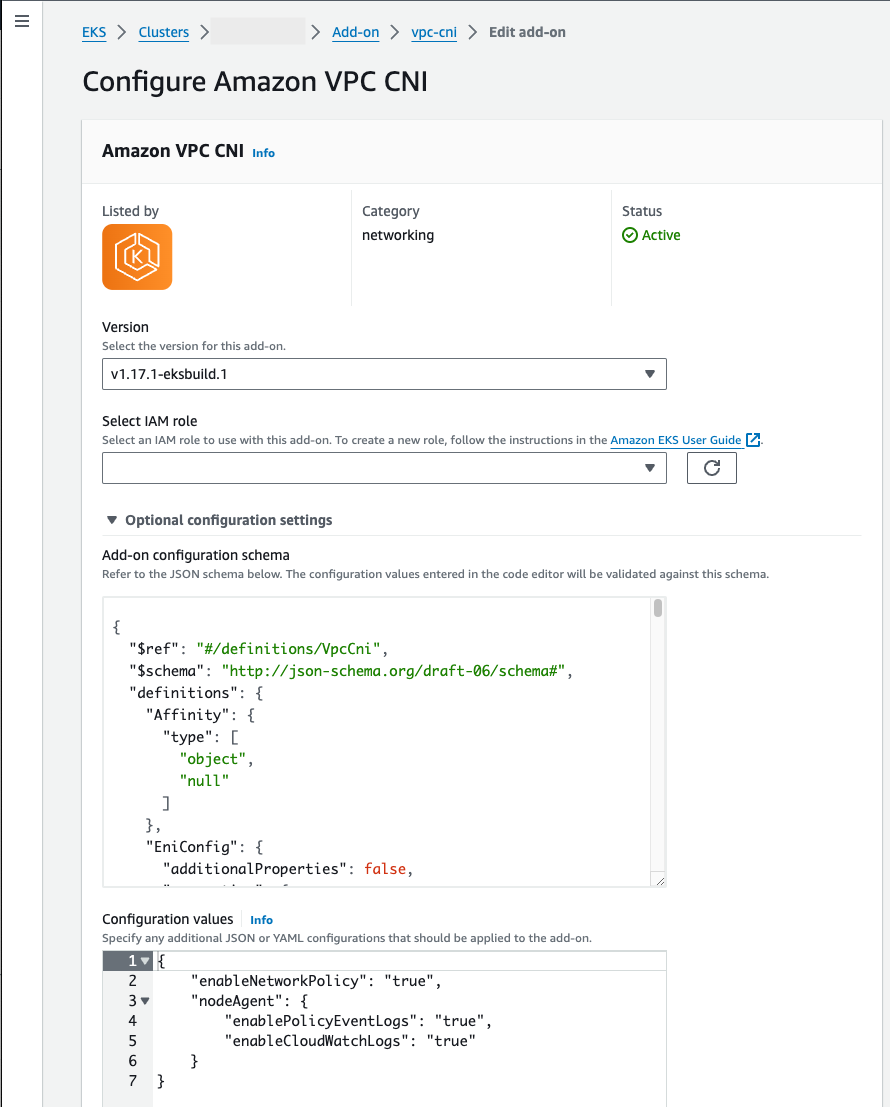 EKS > Clusters > > Add-on > vpc-cni > Edit add-on
Configure Amazon VPC CNI
Amazon VPC CNI Info
Listed by
K
Category
networking
Status
Active
Version
Select the version for this add-on.
v1.17.1-eksbuild.1
Select IAM role
Select an IAM role to use with this add-on. To create a new role, follow the instructions in the Amazon EKS User Guide .
Optional configuration settings
Add-on configuration schema
Refer to the JSON schema below. The configuration values entered in the code editor will be validated against this schema.
{
"$ref": "#/definitions/VpcCni",
"$schema": "http://json-schema.org/draft-06/schema#",
"definitions": {
"Affinity": {
"type": [
"object",
"null"
]
},
"EniConfig": {
"additionalProperties": false,
Configuration values Info
Specify any additional JSON or YAML configurations that should be applied to the add-on.
1 {
2 "enableNetworkPolicy": "true",
3 "nodeAgent": {
4 "enablePolicyEventLogs": "true",
5 "enableCloudWatchLogs": "true"
6 }
7 }